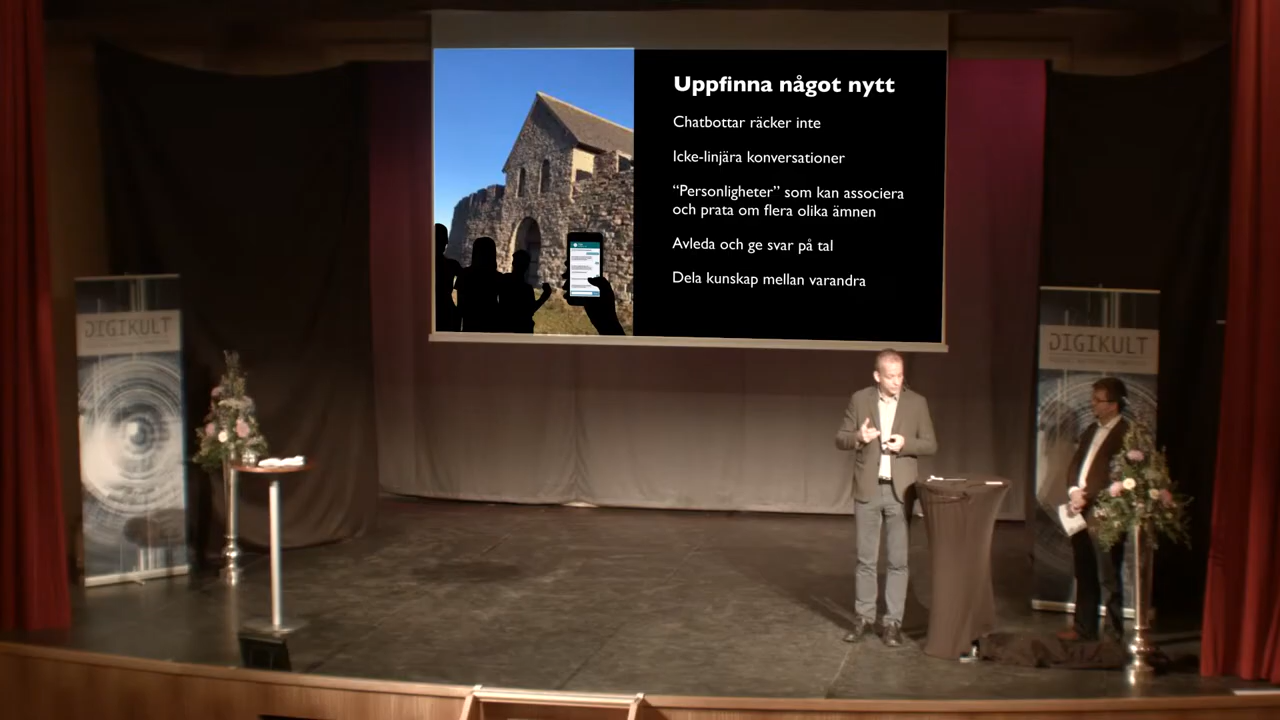 Uppfinna något nytt
Chatbottar räcker inte
Icke-linjära konversationer
“Personligheter” som kan associera
och prata om flera olika ämnen
Avleda och ge svar på tal
Dela kunskap mellan varandra
DIGIKULT
DIGIKULT